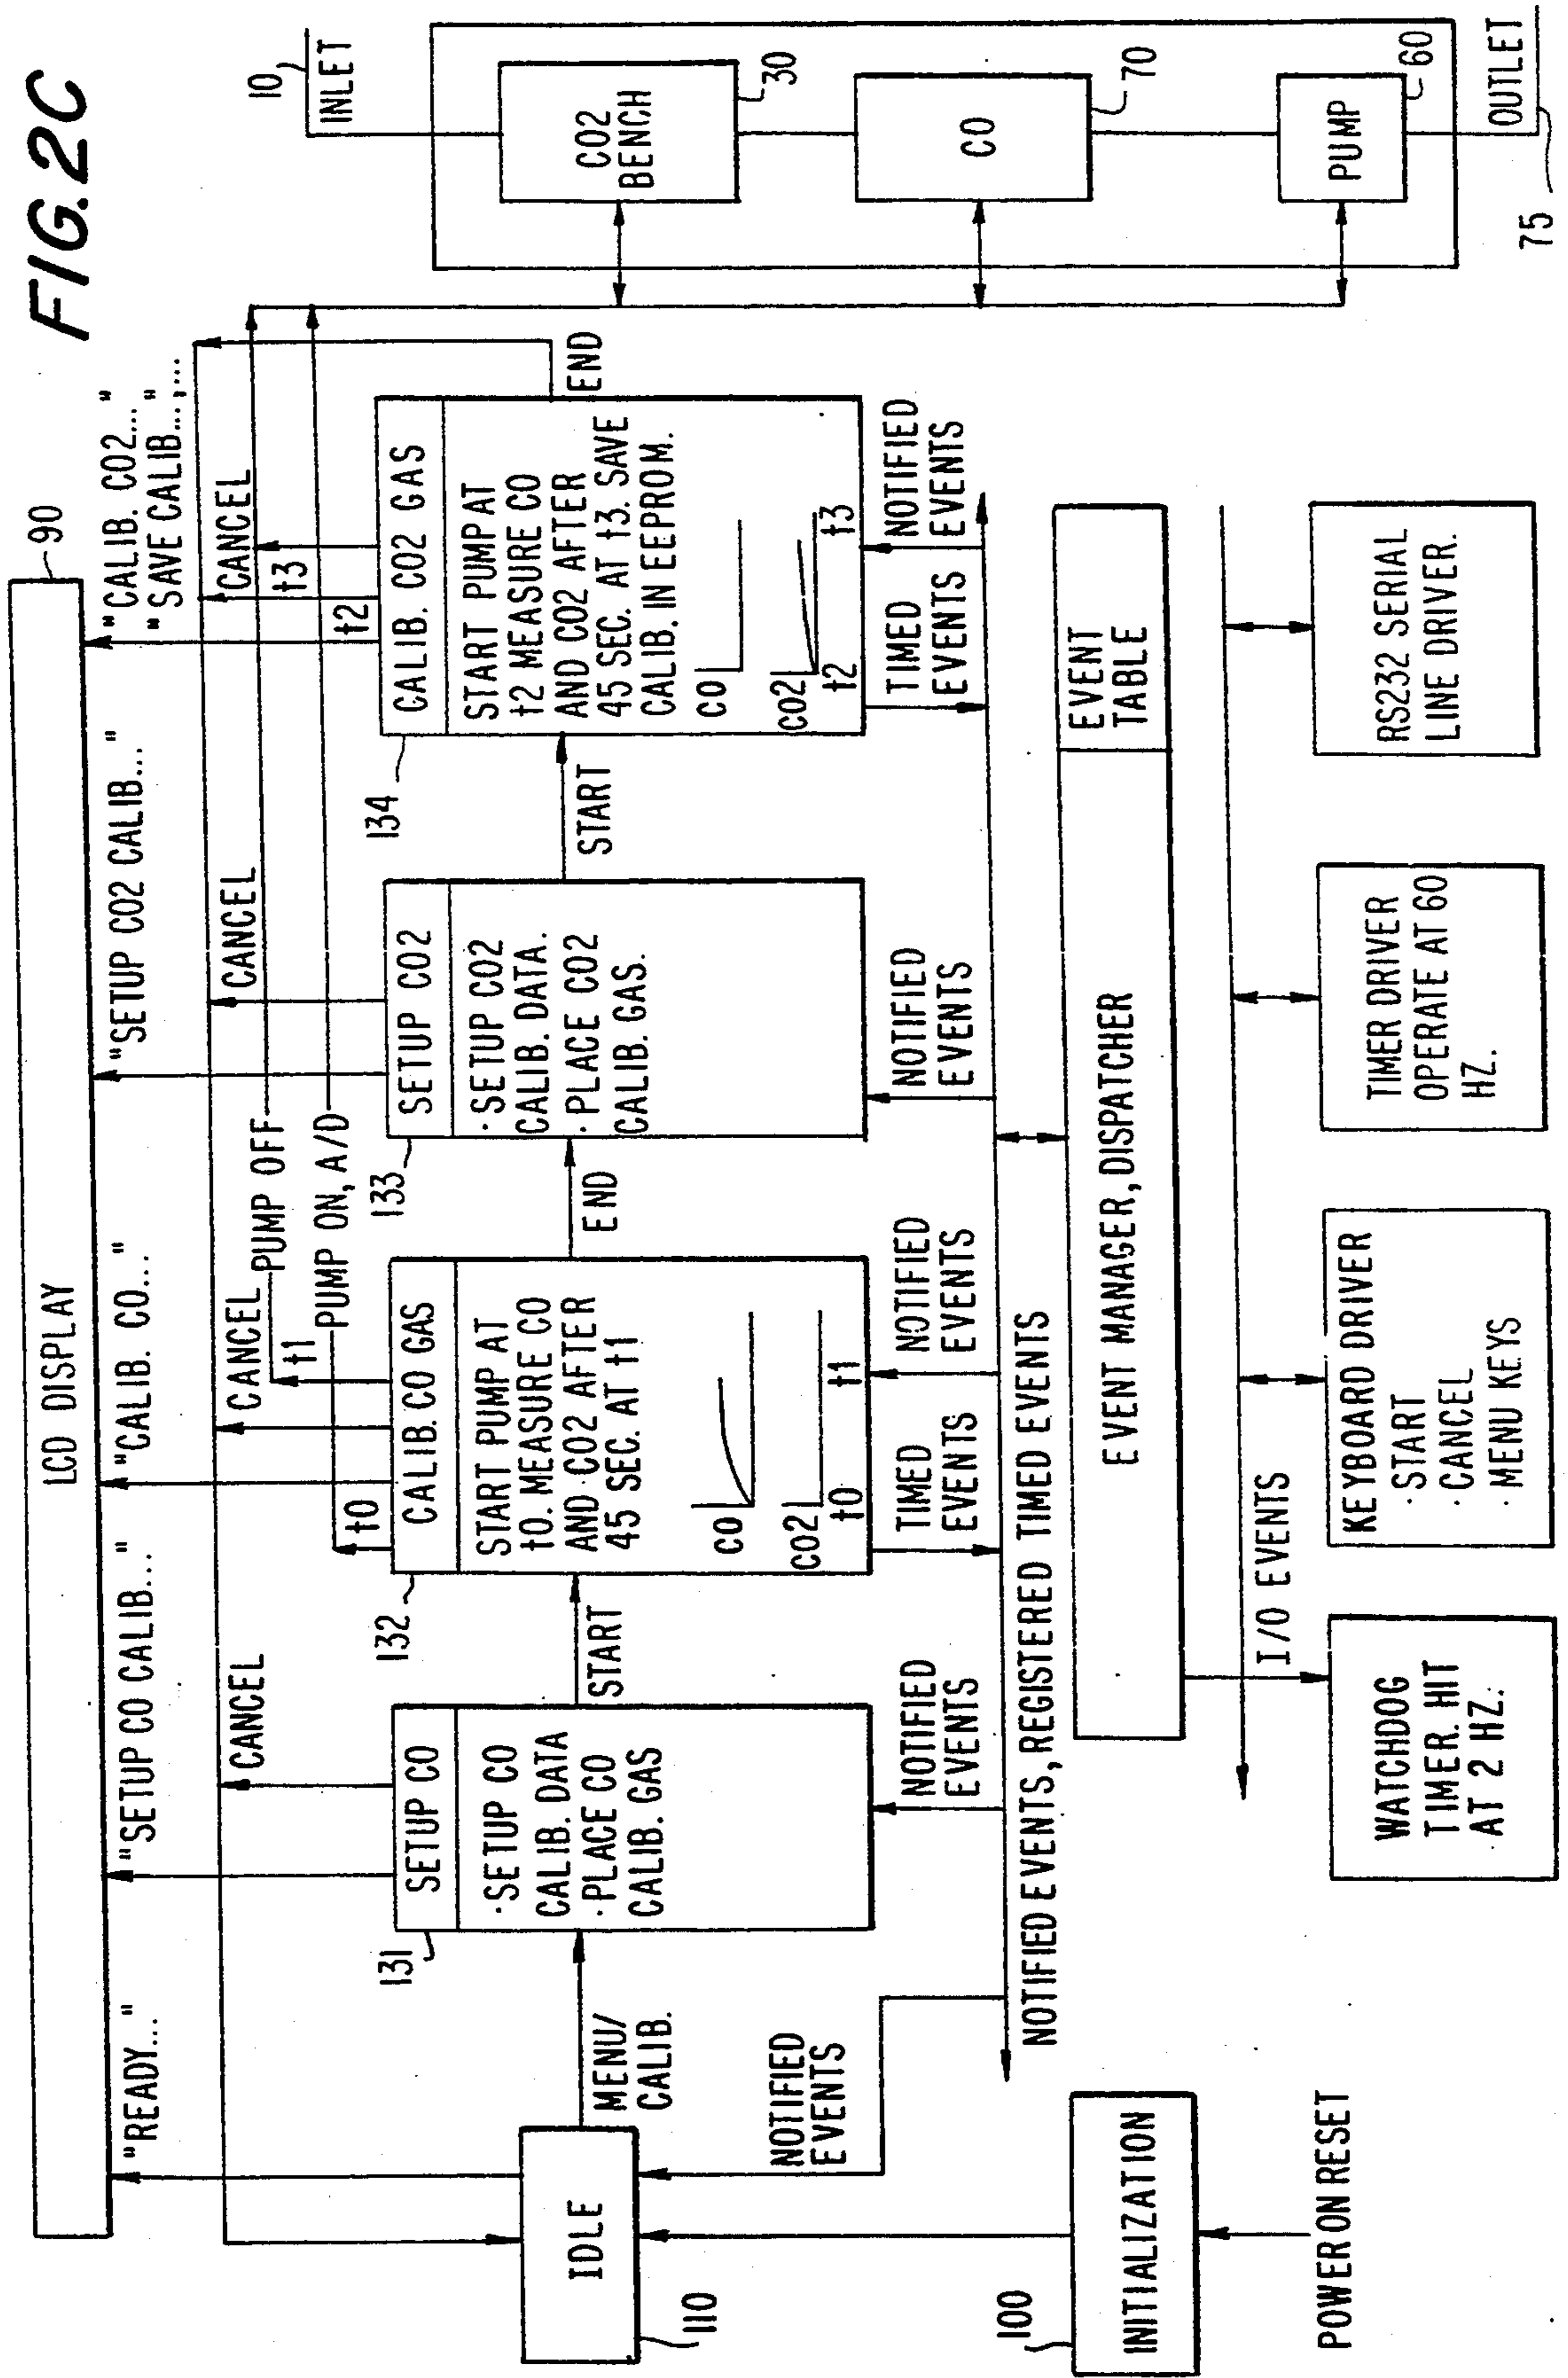 FIG. 2C
LCD DISPLAY
90
"READY..."
"SETUP CO CALIB..."
"CALIB. CO..."
"SETUP CO2 CALIB..."
"CALIB. CO2..."
"SAVE CALIB...",...
CANCEL
CANCEL
CANCEL
CANCEL
PUMP OFF
PUMP ON, A/D
t0
t1
t2
t3
IDLE
110
MENU/
CALIB.
131
SETUP CO
·SETUP CO
CALIB. DATA
·PLACE CO
CALIB. GAS
START
132
CALIB. CO GAS
START PUMP AT
t0. MEASURE CO
AND CO2 AFTER
45 SEC. AT t1
CO
CO2
t0
t1
END
133
SETUP CO2
·SETUP CO2
CALIB. DATA.
·PLACE CO2
CALIB. GAS.
START
134
CALIB. CO2 GAS
START PUMP AT
t2 MEASURE CO
AND CO2 AFTER
45 SEC. AT t3. SAVE
CALIB. IN EEPROM.
CO
CO2
t2
t3
END
NOTIFIED
EVENTS
NOTIFIED
EVENTS
TIMED
EVENTS
NOTIFIED
EVENTS
NOTIFIED
EVENTS
TIMED
EVENTS
NOTIFIED
EVENTS
NOTIFIED EVENTS, REGISTERED TIMED EVENTS
100
INITIALIZATION
POWER ON RESET
EVENT MANAGER, DISPATCHER
EVENT
TABLE
I/O EVENTS
WATCHDOG
TIMER. HIT
AT 2 HZ.
KEYBOARD DRIVER
·START
·CANCEL
·MENU KEYS
TIMER DRIVER
OPERATE AT 60
HZ.
RS232 SERIAL
LINE DRIVER.
10
INLET
CO2
BENCH
30
CO
70
PUMP
60
OUTLET
75